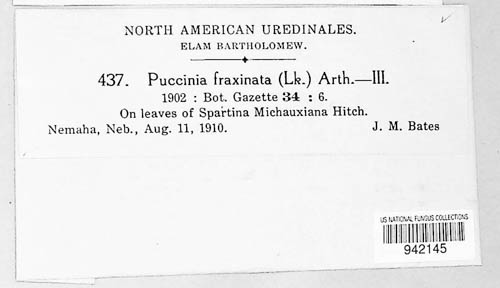 NORTH AMERICAN UREDINALES.
ELAM BARTHOLOMEW.
437. Puccinia fraxinata (Lk.) Arth.—III.
1902 : Bot. Gazette 34 : 6.
On leaves of Spartina Michauxiana Hitch.
Nemaha, Neb., Aug. 11, 1910. J. M. Bates
US NATIONAL FUNGUS COLLECTIONS
942145